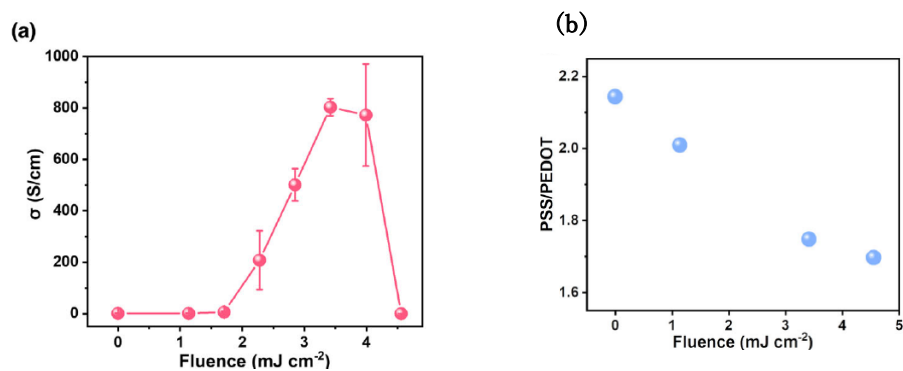 (a)
1000
800
600
400
200
0
σ (S/cm)
0 1 2 3 4
Fluence (mJ cm⁻²)
(b)
2.2
2.0
1.8
1.6
PSS/PEDOT
0 1 2 3 4 5
Fluence (mJ cm⁻²)